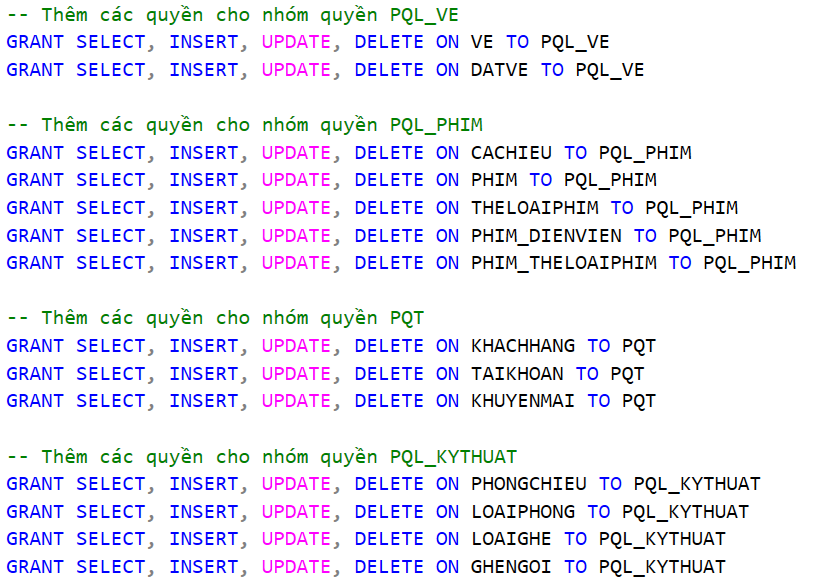 -- Thêm các quyền cho nhóm quyền PQL_VE
GRANT SELECT, INSERT, UPDATE, DELETE ON VE TO PQL_VE
GRANT SELECT, INSERT, UPDATE, DELETE ON DATVE TO PQL_VE
-- Thêm các quyền cho nhóm quyền PQL_PHIM
GRANT SELECT, INSERT, UPDATE, DELETE ON CACHIEU TO PQL_PHIM
GRANT SELECT, INSERT, UPDATE, DELETE ON PHIM TO PQL_PHIM
GRANT SELECT, INSERT, UPDATE, DELETE ON THELOAIPHIM TO PQL_PHIM
GRANT SELECT, INSERT, UPDATE, DELETE ON PHIM_DIENVIEN TO PQL_PHIM
GRANT SELECT, INSERT, UPDATE, DELETE ON PHIM_THELOAIPHIM TO PQL_PHIM
-- Thêm các quyền cho nhóm quyền PQT
GRANT SELECT, INSERT, UPDATE, DELETE ON KHACHHANG TO PQT
GRANT SELECT, INSERT, UPDATE, DELETE ON TAIKHOAN TO PQT
GRANT SELECT, INSERT, UPDATE, DELETE ON KHUYENMAI TO PQT
-- Thêm các quyền cho nhóm quyền PQL_KYTHUAT
GRANT SELECT, INSERT, UPDATE, DELETE ON PHONGCHIEU TO PQL_KYTHUAT
GRANT SELECT, INSERT, UPDATE, DELETE ON LOAIPHONG TO PQL_KYTHUAT
GRANT SELECT, INSERT, UPDATE, DELETE ON LOAIGHE TO PQL_KYTHUAT
GRANT SELECT, INSERT, UPDATE, DELETE ON GHENGOI TO PQL_KYTHUAT